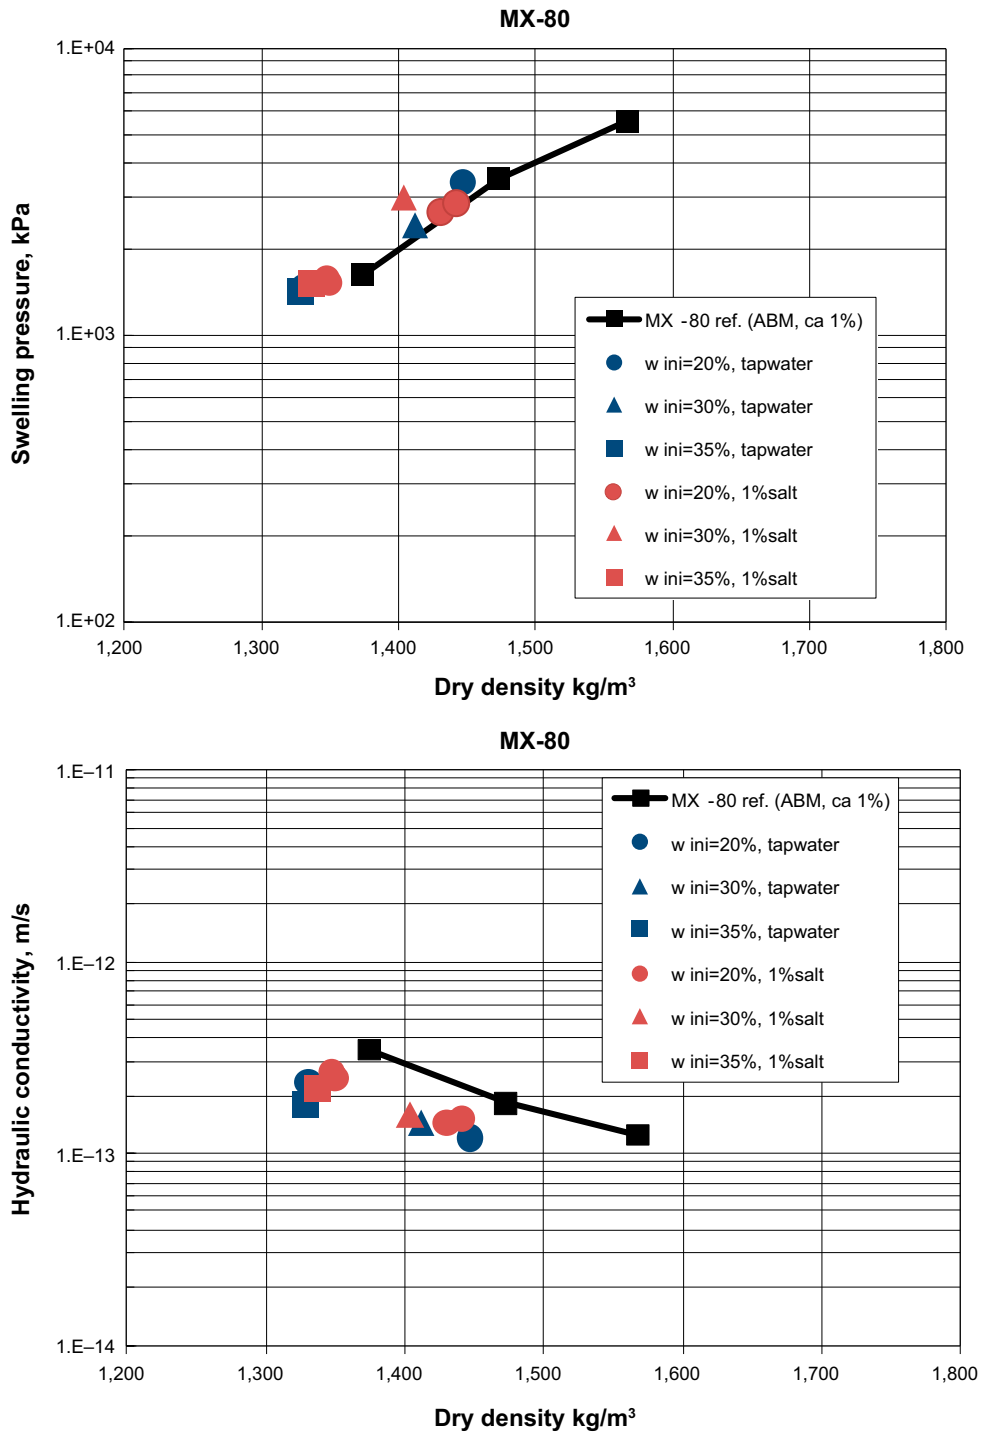 MX-80
1.E+04
1.E+03
1.E+02
Swelling pressure, kPa
MX -80 ref. (ABM, ca 1%)
w ini=20%, tapwater
w ini=30%, tapwater
w ini=35%, tapwater
w ini=20%, 1%salt
w ini=30%, 1%salt
w ini=35%, 1%salt
1,200 1,300 1,400 1,500 1,600 1,700 1,800
Dry density kg/m³
MX-80
1.E–11
1.E–12
1.E–13
1.E–14
Hydraulic conductivity, m/s
MX -80 ref. (ABM, ca 1%)
w ini=20%, tapwater
w ini=30%, tapwater
w ini=35%, tapwater
w ini=20%, 1%salt
w ini=30%, 1%salt
w ini=35%, 1%salt
1,200 1,300 1,400 1,500 1,600 1,700 1,800
Dry density kg/m³